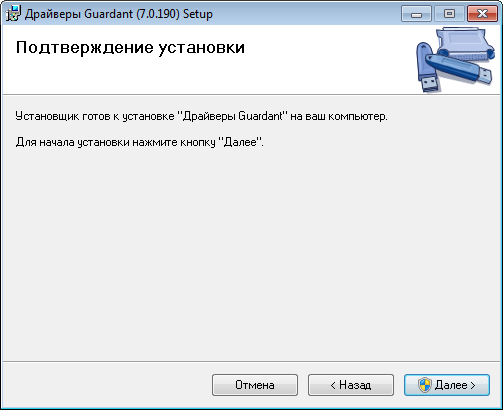 Драйверы Guardant (7.0.190) Setup
Подтверждение установки
Установщик готов к установке "Драйверы Guardant" на ваш компьютер.
Для начала установки нажмите кнопку "Далее".
Отмена
< Назад
Далее >